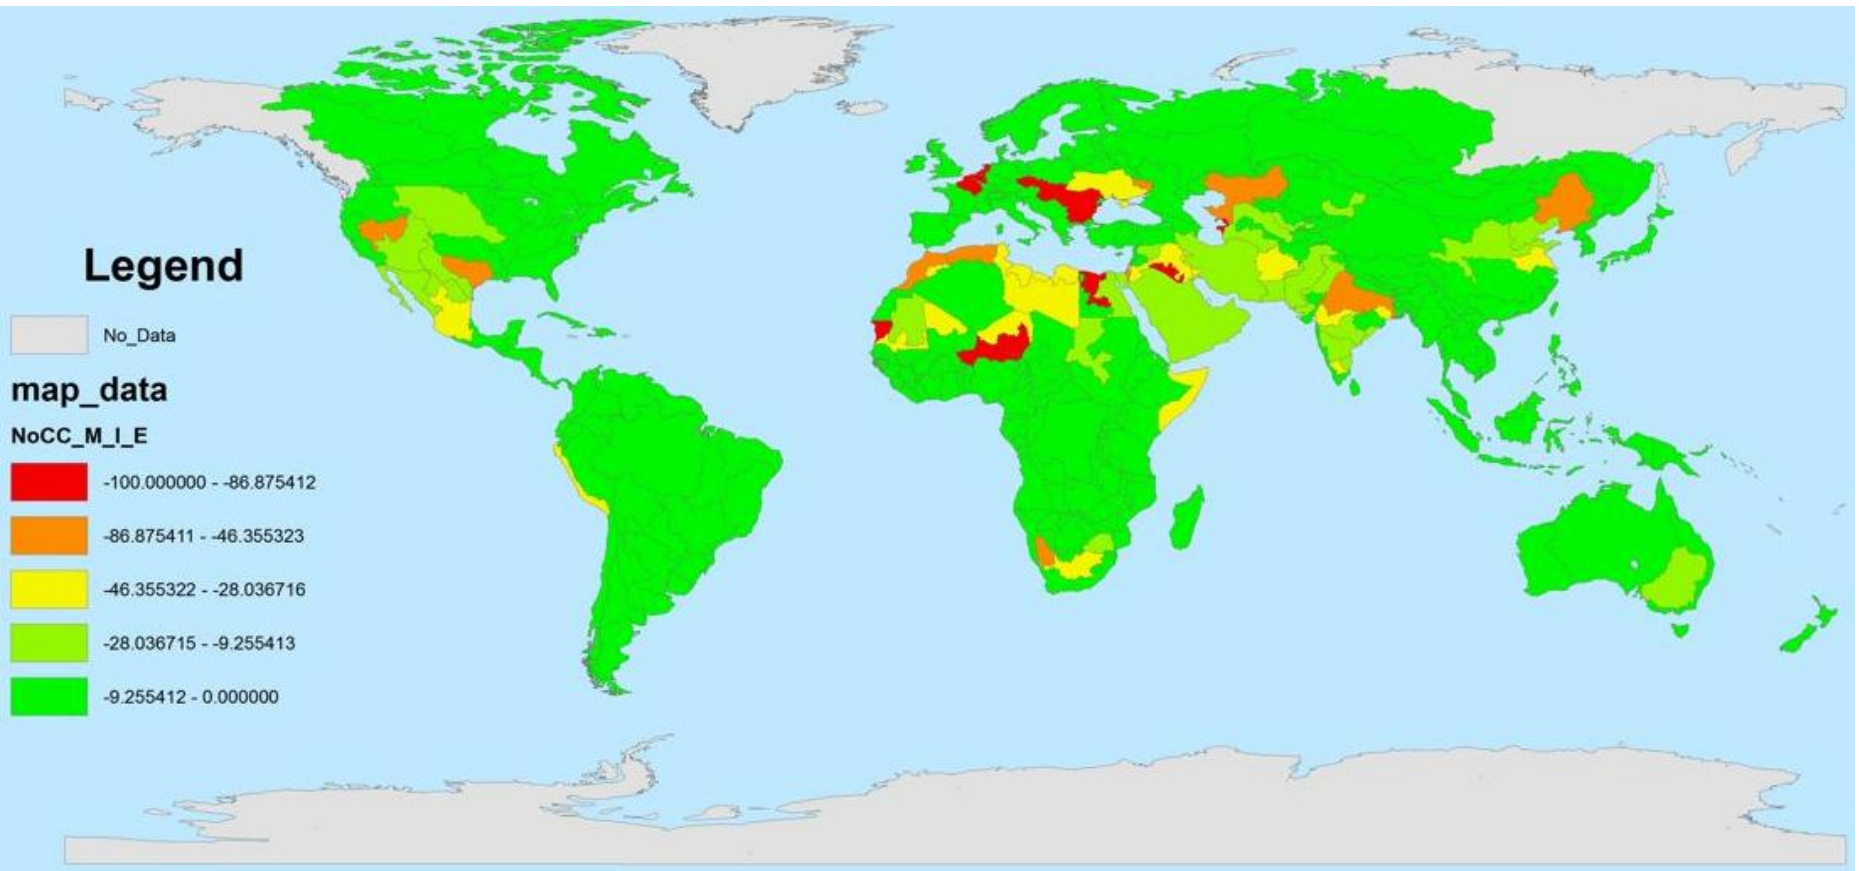 Legend
No_Data
map_data
NoCC_M_I_E
-100.000000 - -86.875412
-86.875411 - -46.355323
-46.355322 - -28.036716
-28.036715 - -9.255413
-9.255412 - 0.000000